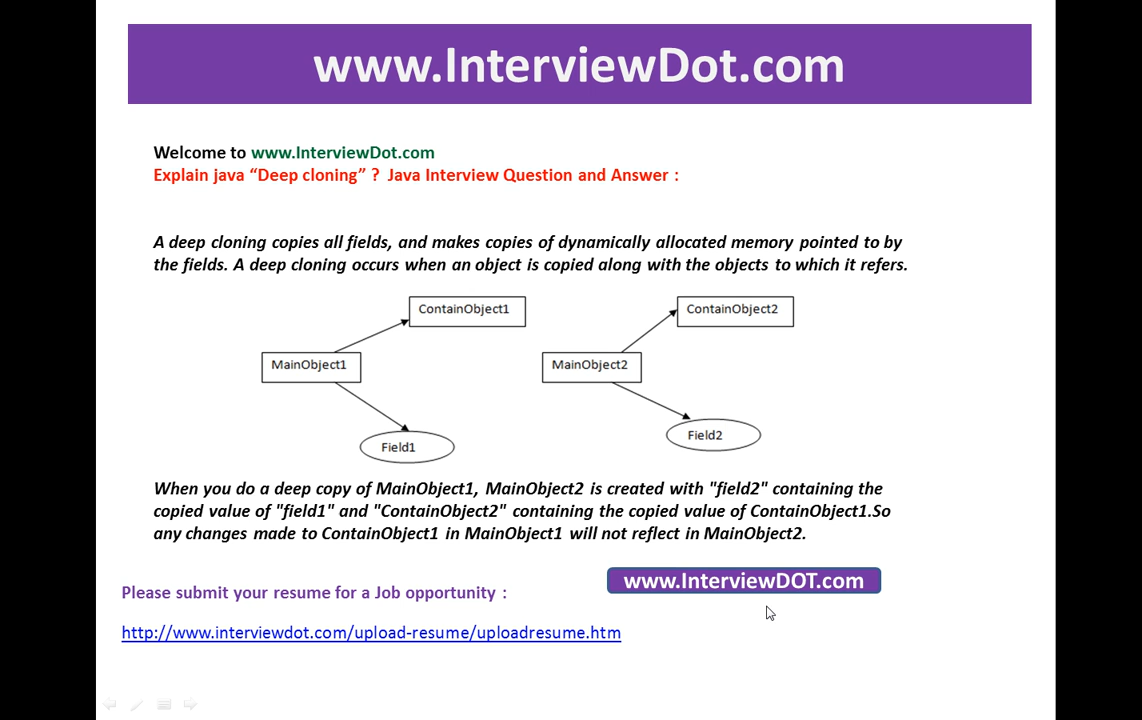 www.InterviewDot.com
Welcome to www.InterviewDot.com
Explain java “Deep cloning” ? Java Interview Question and Answer :
A deep cloning copies all fields, and makes copies of dynamically allocated memory pointed to by
the fields. A deep cloning occurs when an object is copied along with the objects to which it refers.
ContainObject1
ContainObject2
MainObject1
MainObject2
Field1
Field2
When you do a deep copy of MainObject1, MainObject2 is created with "field2" containing the
copied value of "field1" and "ContainObject2" containing the copied value of ContainObject1.So
any changes made to ContainObject1 in MainObject1 will not reflect in MainObject2.
www.InterviewDOT.com
Please submit your resume for a Job opportunity :
http://www.interviewdot.com/upload-resume/uploadresume.htm